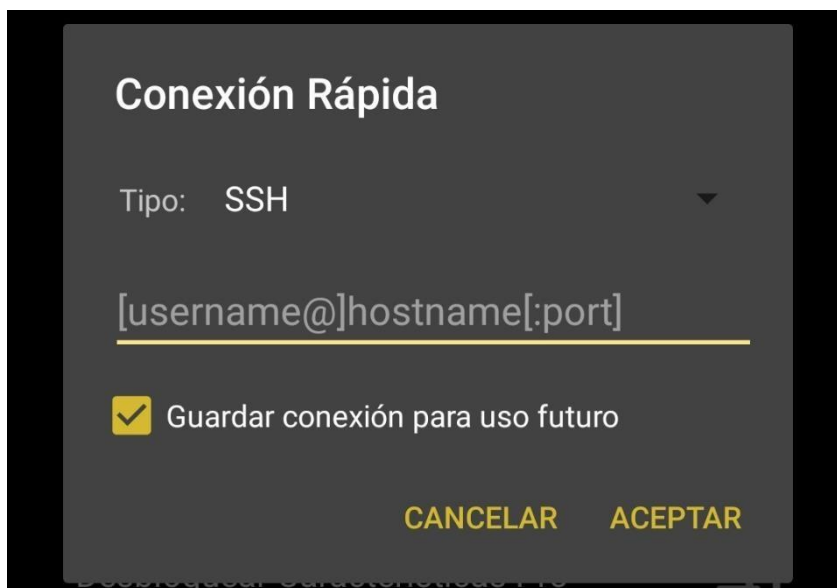 Conexión Rápida
Tipo: SSH
[username@]hostname[:port]
Guardar conexión para uso futuro
CANCELAR ACEPTAR